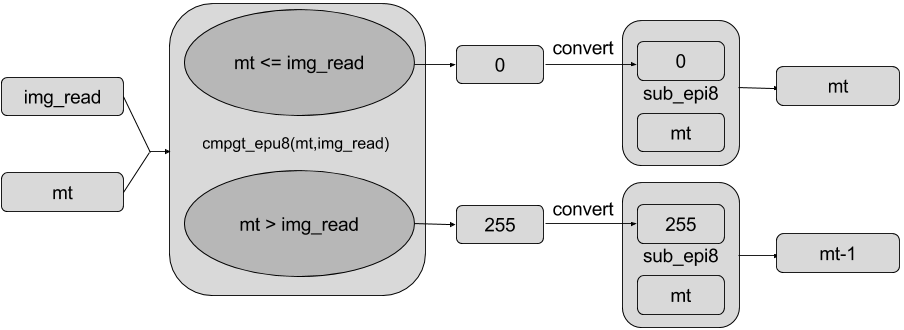 img_read
mt
mt <= img_read
cmpgt_epu8(mt,img_read)
mt > img_read
0
convert
0
sub_epi8
mt
mt
255
convert
255
sub_epi8
mt
mt-1